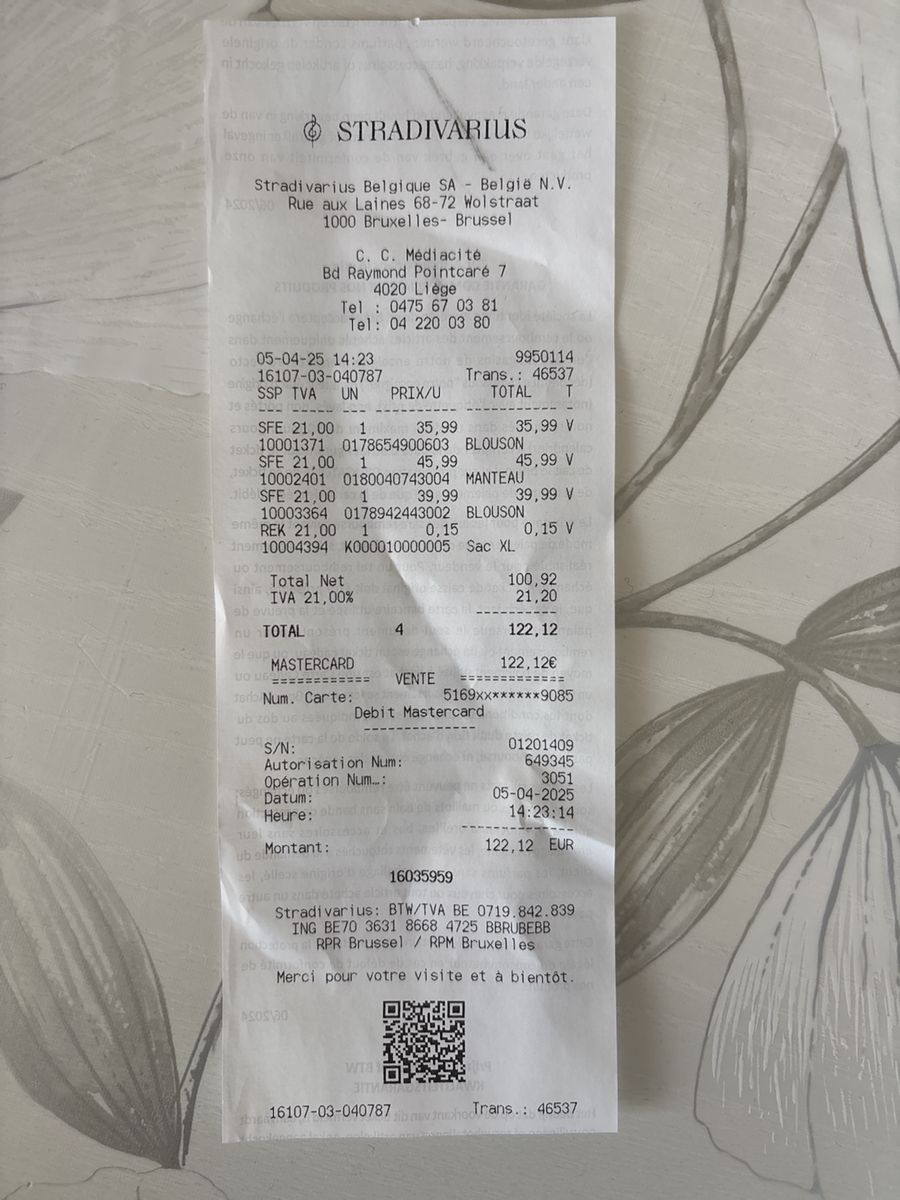 STRADIVARIUS
Stradivarius Belgique SA - België N.V.
Rue aux Laines 68-72 Wolstraat
1000 Bruxelles- Brussel
C. C. Médiacité
Bd Raymond Pointcaré 7
4020 Liège
Tel : 0475 67 03 81
Tel: 04 220 03 80
05-04-25 14:23 9950114
16107-03-040787 Trans.: 46537
SSP TVA UN PRIX/U TOTAL T
--- ------ --- ----------- ------------ -
SFE 21,00 1 35,99 35,99 V
10001371 0178654900603 BLOUSON
SFE 21,00 1 45,99 45,99 V
10002401 0180040743004 MANTEAU
SFE 21,00 1 39,99 39,99 V
10003364 0178942443002 BLOUSON
REK 21,00 1 0,15 0,15 V
10004394 K000010000005 Sac XL
Total Net 100,92
IVA 21,00% 21,20
----------
TOTAL 4 122,12
MASTERCARD 122,12€
============ VENTE =============
Num. Carte: 5169xx******9085
Debit Mastercard
--------------
S/N: 01201409
Autorisation Num: 649345
Opération Num…: 3051
Datum: 05-04-2025
Heure: 14:23:14
--------------
Montant: 122,12 EUR
16035959
Stradivarius: BTW/TVA BE 0719.842.839
ING BE70 3631 8668 4725 BBRUBEBB
RPR Brussel / RPM Bruxelles
Merci pour votre visite et à bientôt.
16107-03-040787 Trans.: 46537